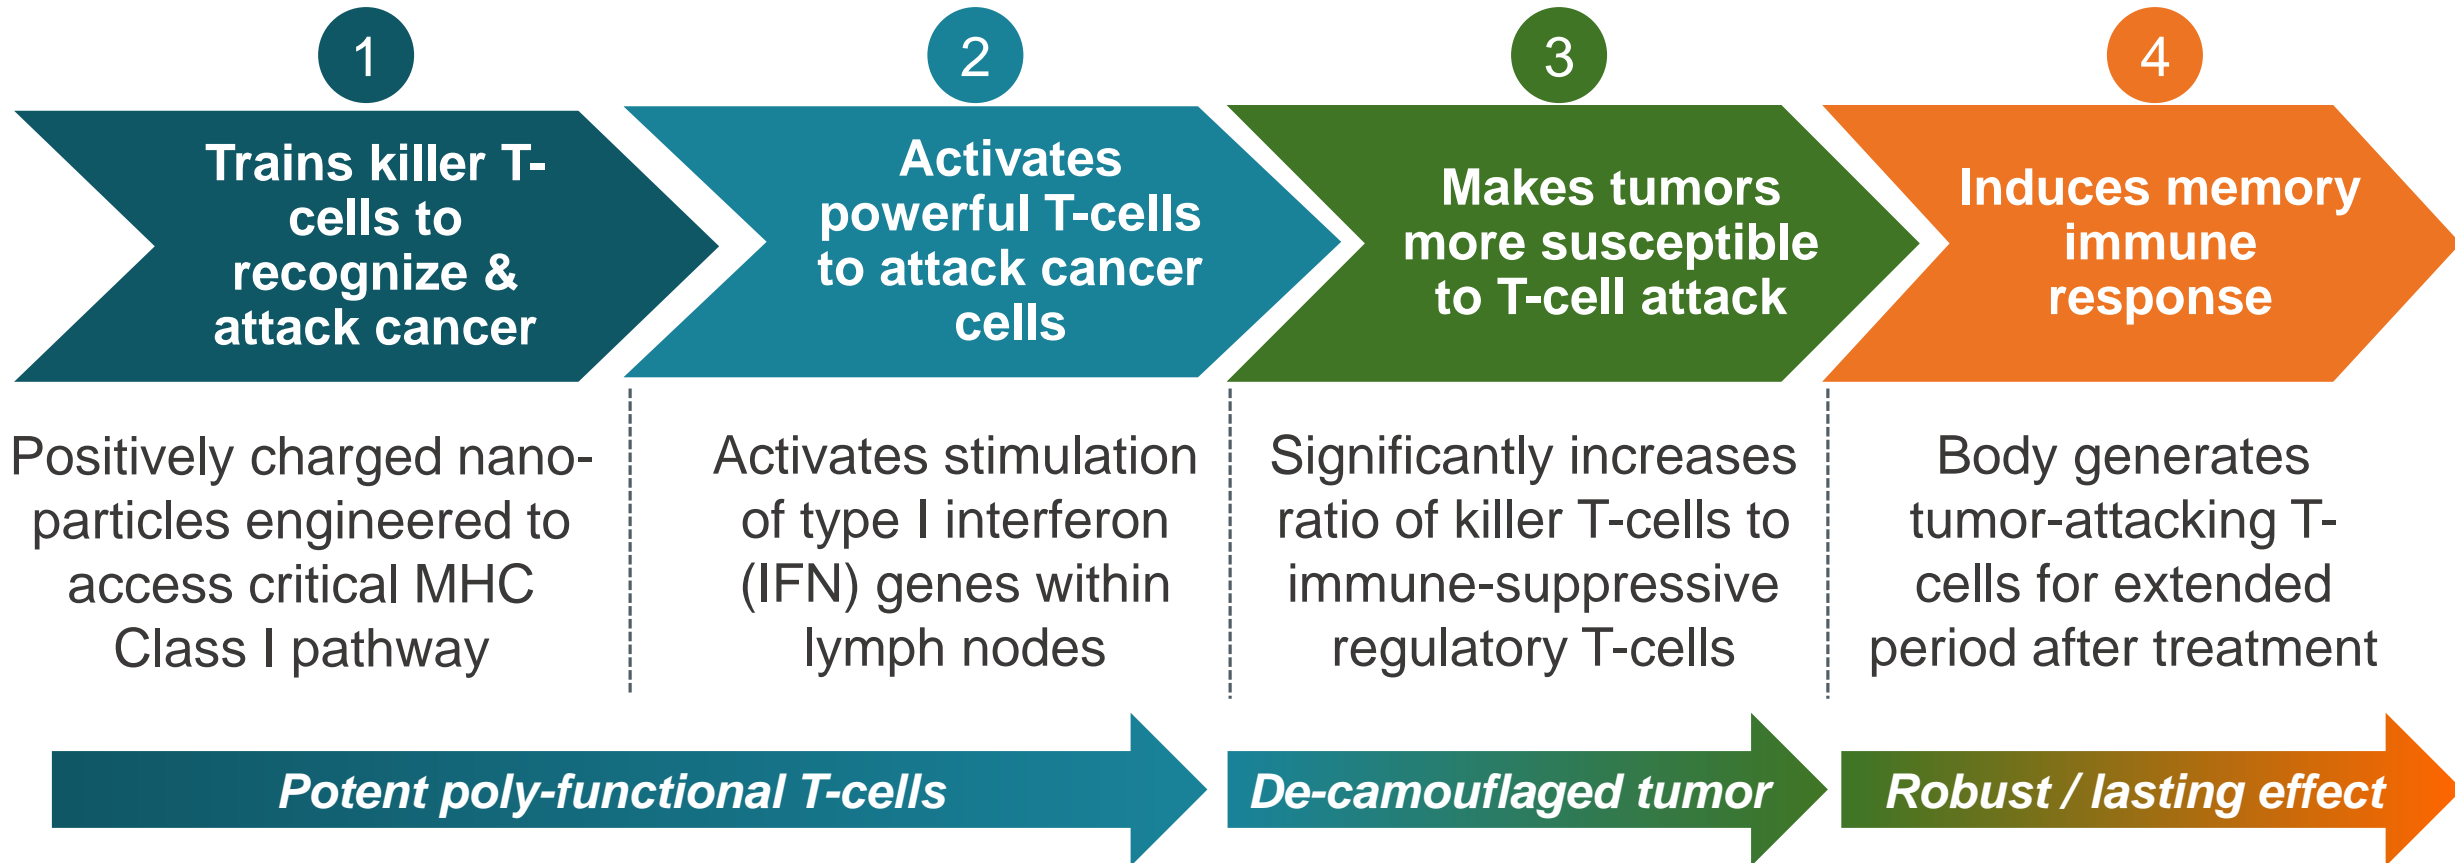 1
Trains killer T-
cells to
recognize &
attack cancer
Positively charged nano-
particles engineered to
access critical MHC
Class I pathway
2
Activates
powerful T-cells
to attack cancer
cells
Activates stimulation
of type I interferon
(IFN) genes within
lymph nodes
3
Makes tumors
more susceptible
to T-cell attack
Significantly increases
ratio of killer T-cells to
immune-suppressive
regulatory T-cells
4
Induces memory
immune
response
Body generates
tumor-attacking T-
cells for extended
period after treatment
Potent poly-functional T-cells
De-camouflaged tumor
Robust / lasting effect